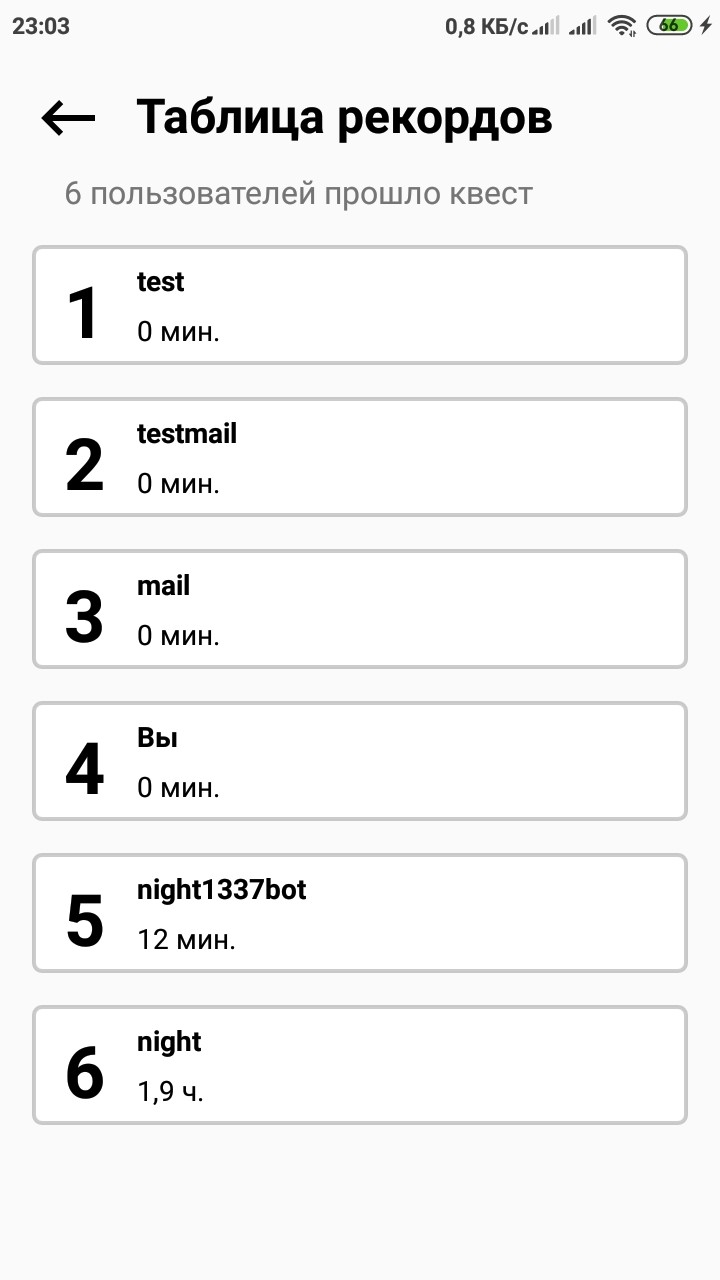 23:03
0,8 КБ/с
66
Таблица рекордов
6 пользователей прошло квест
1
test
0 мин.
2
testmail
0 мин.
3
mail
0 мин.
4
Вы
0 мин.
5
night1337bot
12 мин.
6
night
1,9 ч.